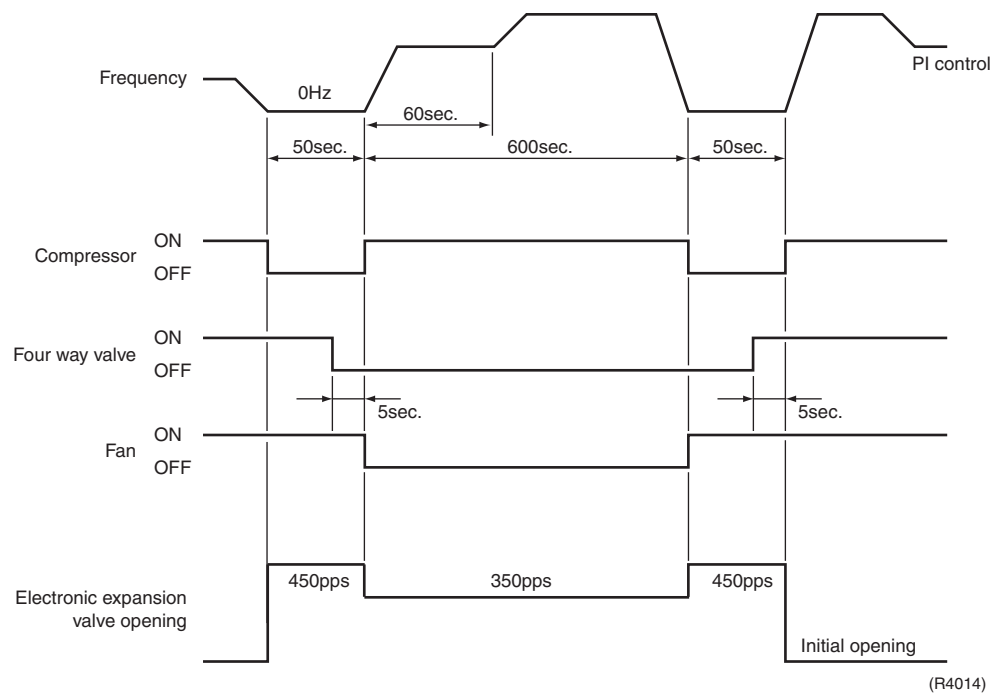 PI control
Frequency
0Hz
60sec.
50sec. 600sec. 50sec.
ON
Compressor
OFF
ON
Four way valve
OFF
5sec. 5sec.
ON
Fan
OFF
450pps 350pps 450pps
Electronic expansion
valve opening
Initial opening
(R4014)